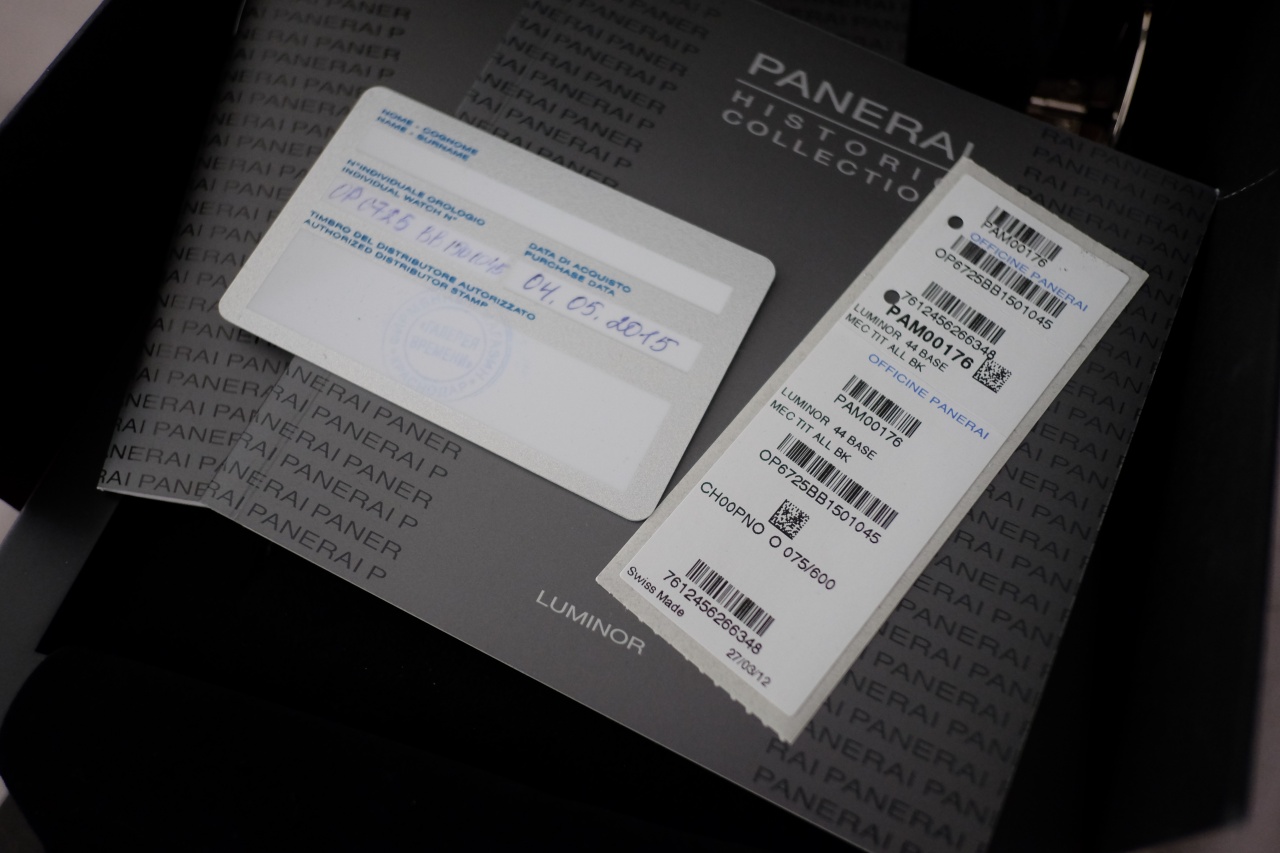 PANERAI
HISTORIC
COLLECTIO
NOME - COGNOME
NAME - SURNAME
N°INDIVIDUALE OROLOGIO
INDIVIDUAL WATCH N°
DATA DI ACQUISTO
PURCHASE DATA
04. 05. 2015
TIMBRO DEL DISTRIBUTORE AUTORIZZATO
AUTHORIZED DISTRIBUTOR STAMP
PAM00176
OFFICINE PANERAI
OP6725BB1501045
7612456266348
PAM00176
LUMINOR 44 BASE
MEC TIT ALL BK
OFFICINE PANERAI
PAM00176
LUMINOR 44 BASE
MEC TIT ALL BK
OP6725BB1501045
CH00PNO O 075/600
7612456266348
Swiss Made
27/03/12
LUMINOR